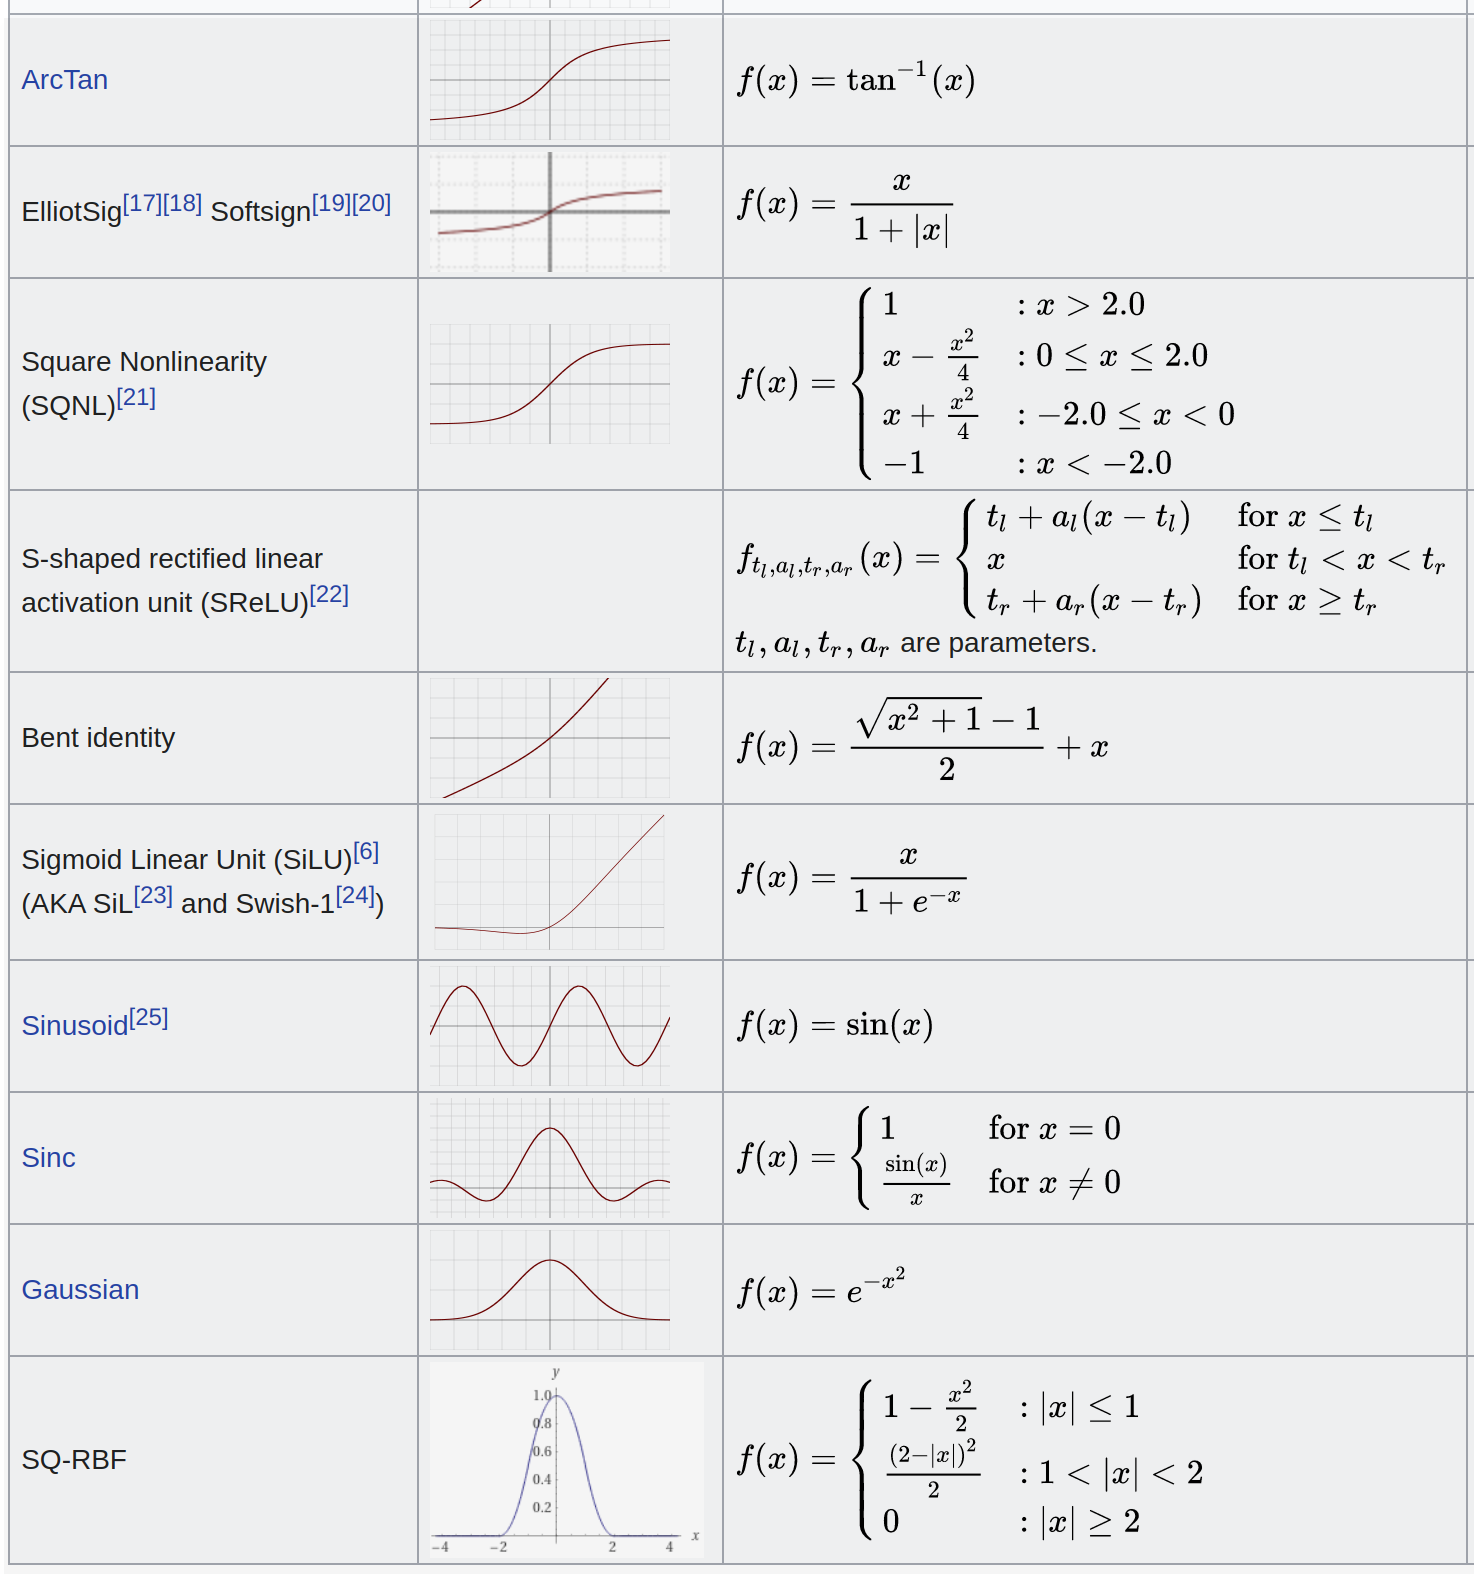 ArcTan
f(x) = tan⁻¹(x)
ElliotSig[17][18] Softsign[19][20]
f(x) = x / (1 + |x|)
Square Nonlinearity
(SQNL)[21]
f(x) = {
1 : x > 2.0
x − x²/4 : 0 ≤ x ≤ 2.0
x + x²/4 : −2.0 ≤ x < 0
−1 : x < −2.0
S-shaped rectified linear
activation unit (SReLU)[22]
f_{t_l,a_l,t_r,a_r}(x) = {
t_l + a_l(x − t_l) for x ≤ t_l
x for t_l < x < t_r
t_r + a_r(x − t_r) for x ≥ t_r
t_l, a_l, t_r, a_r are parameters.
Bent identity
f(x) = (√(x² + 1) − 1) / 2 + x
Sigmoid Linear Unit (SiLU)[6]
(AKA SiL[23] and Swish-1[24])
f(x) = x / (1 + e^{−x})
Sinusoid[25]
f(x) = sin(x)
Sinc
f(x) = {
1 for x = 0
sin(x)/x for x ≠ 0
Gaussian
f(x) = e^{−x²}
SQ-RBF
y
1.0
0.8
0.6
0.4
0.2
x
−4 −2 2 4
f(x) = {
1 − x²/2 : |x| ≤ 1
(2−|x|)²/2 : 1 < |x| < 2
0 : |x| ≥ 2